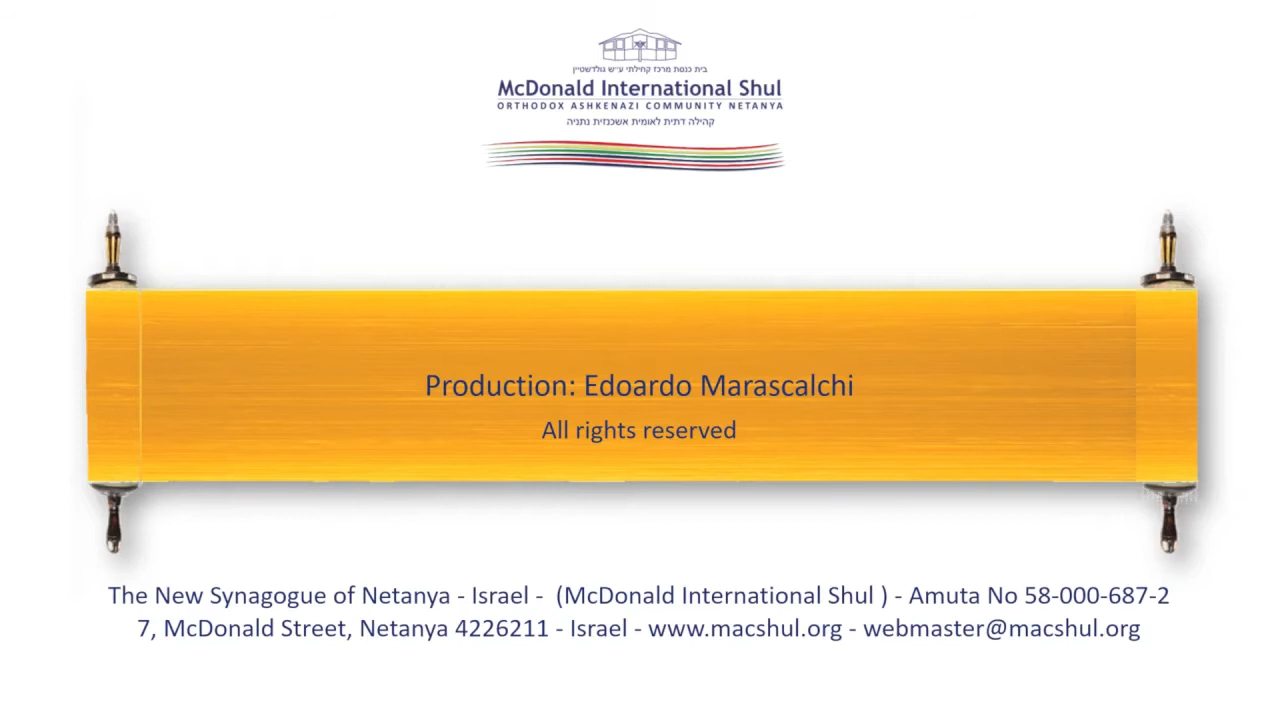 בית כנסת מרכז קהילתי ע״ש גולדשטיין
McDonald International Shul
ORTHODOX ASHKENAZI COMMUNITY NETANYA
קהילה דתית לאומית אשכנזית נתניה
Production: Edoardo Marascalchi
All rights reserved
The New Synagogue of Netanya - Israel -  (McDonald International Shul ) - Amuta No 58-000-687-2
7, McDonald Street, Netanya 4226211 - Israel - www.macshul.org - webmaster@macshul.org